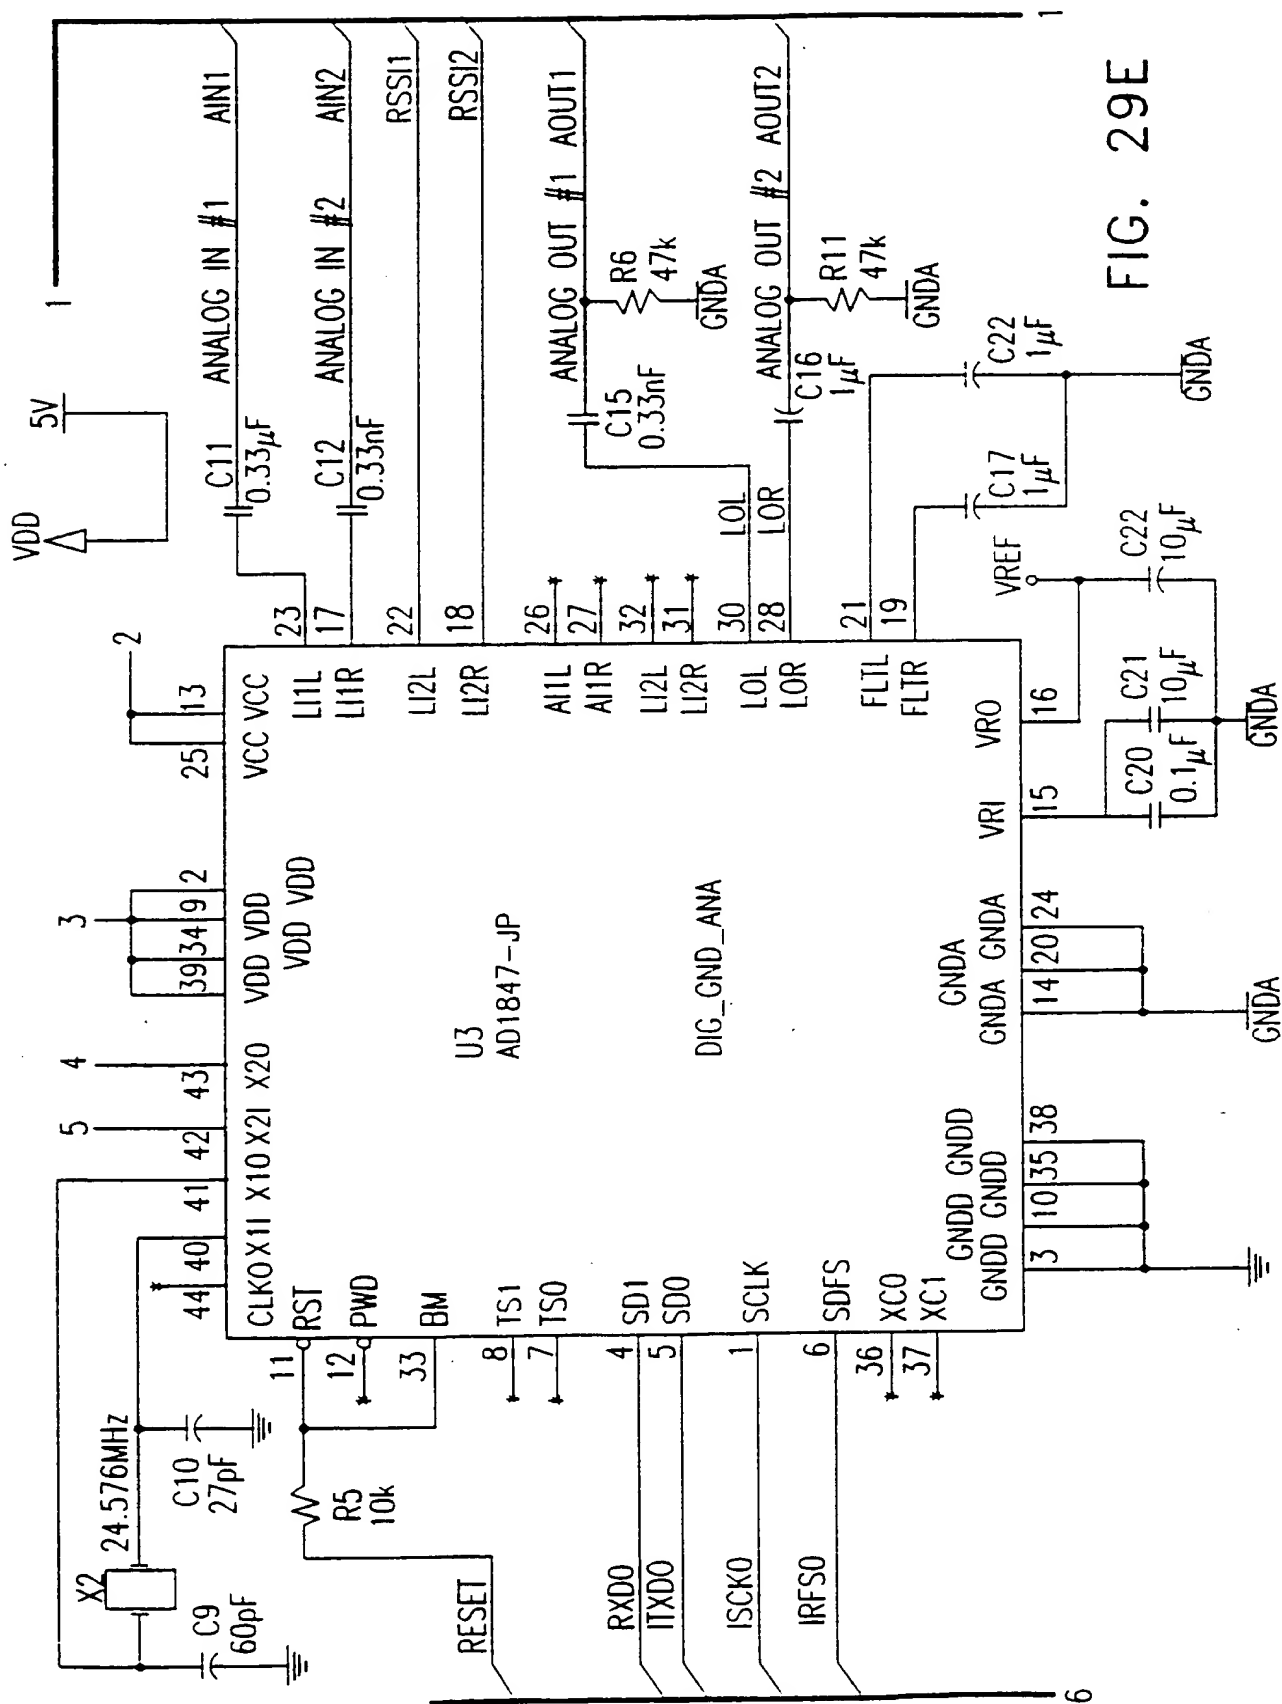 1
VDD
5V
AIN1
ANALOG IN #1
C11
0.33μF
AIN2
ANALOG IN #2
C12
0.33nF
RSSI1
RSSI2
ANALOG OUT #1 AOUT1
C15
0.33nF
R6
47k
GNDA
ANALOG OUT #2 AOUT2
C16
1μF
R11
47k
GNDA
C22
1μF
C17
1μF
GNDA
1
FIG. 29E
2
13
25
VCC VCC
3
2
9
34
39
VDD VDD
VDD VDD
4
43
X2O
5
42
X2I
41
X1O
40
X1I
44
CLKO
23
LI1L
17
LI1R
22
LI2L
18
LI2R
26
AI1L
27
AI1R
32
LI2L
31
LI2R
30
LOL
LOL
28
LOR
LOR
21
FLTL
19
FLTR
VREF
C22
10μF
C21
10μF
C20
0.1μF
GNDA
16
VRO
15
VRI
U3
AD1847-JP
DIG_GND_ANA
GNDA
GNDA GNDA
14
20
24
GNDA
GNDD GNDD
GNDD GNDD
3
10
35
38
X2
24.576MHz
C10
27pF
C9
60pF
R5
10k
11
RST
12
PWD
33
BM
8
TS1
7
TS0
4
SD1
5
SD0
1
SCLK
6
SDFS
36
XC0
37
XC1
RESET
RXD0
ITXD0
ISCK0
IRFS0
6